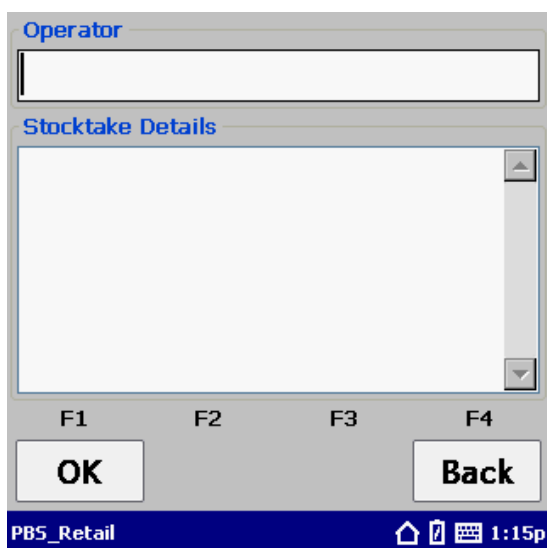 Operator
Stocktake Details
F1 F2 F3 F4
OK Back
PBS_Retail 1:15p